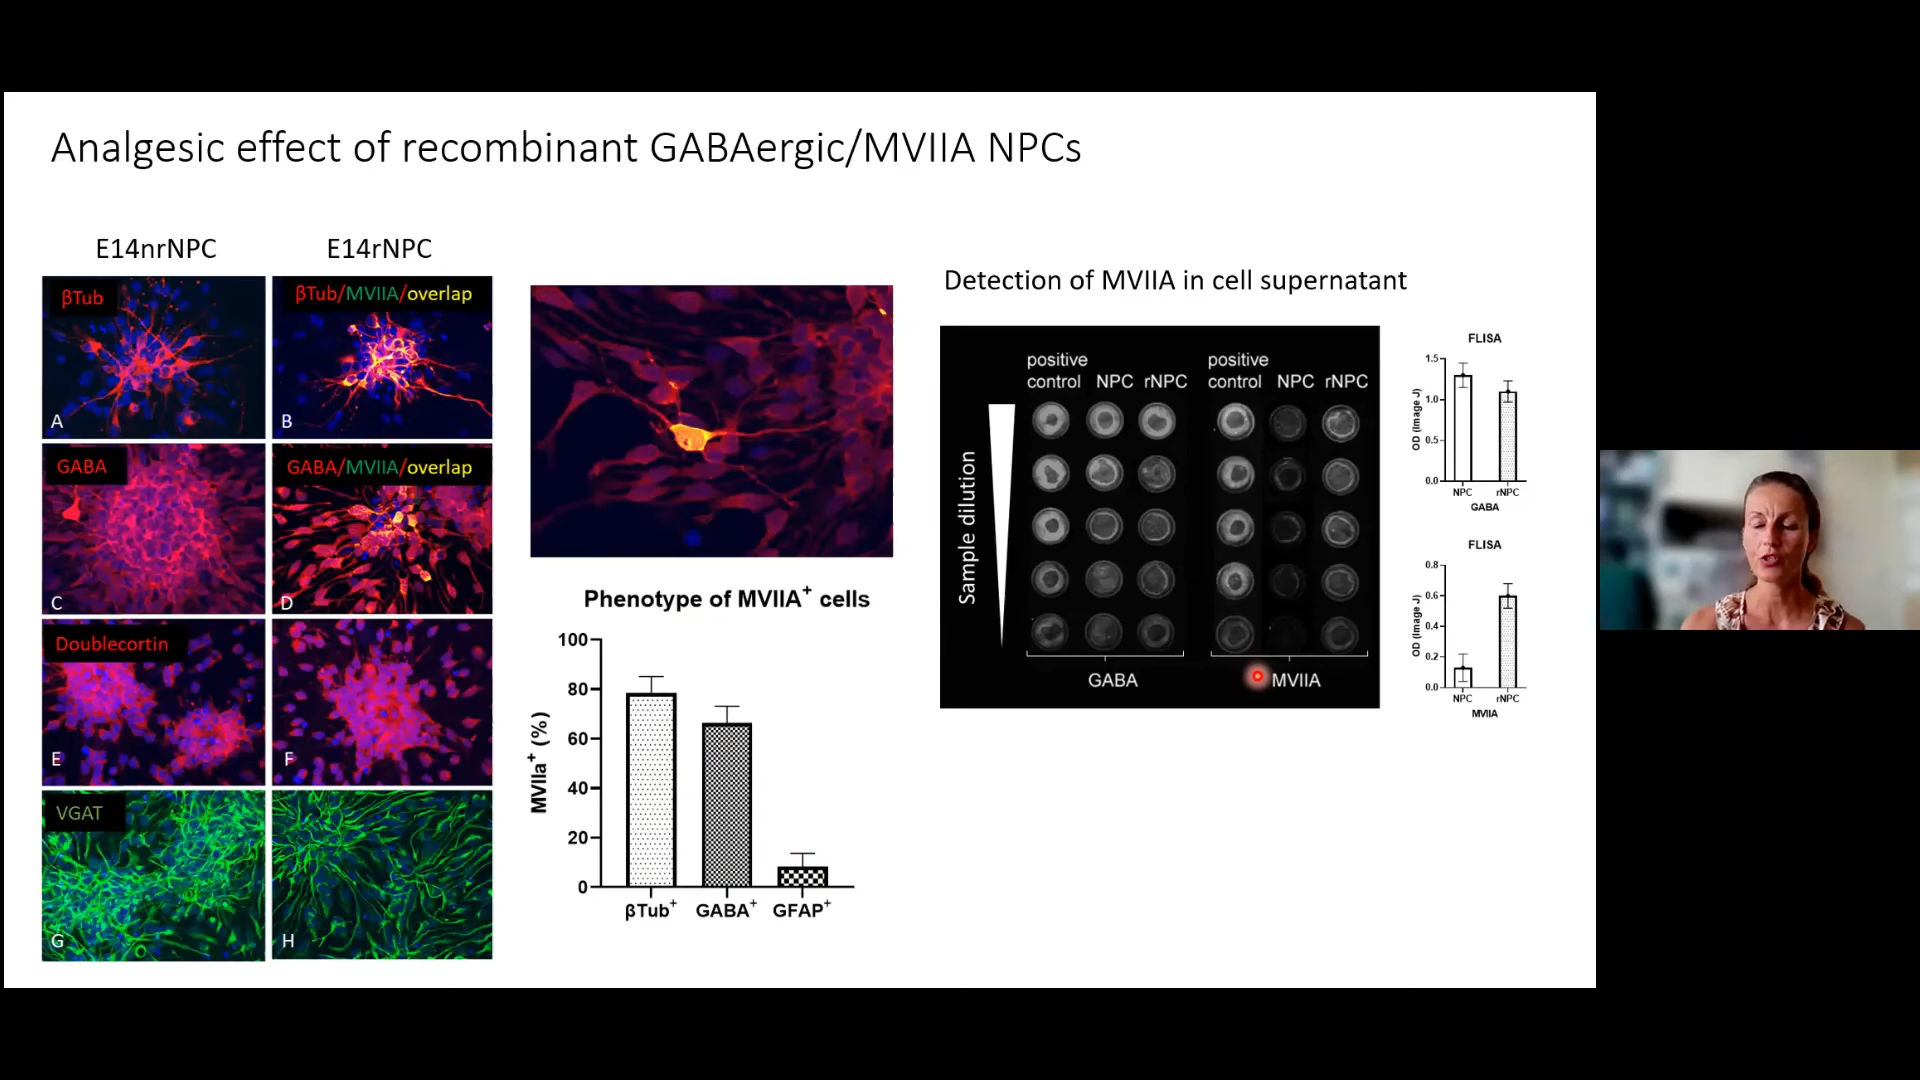 Analgesic effect of recombinant GABAergic/MVIIA NPCs
E14nrNPC
E14rNPC
βTub
A
βTub/MVIIA/overlap
B
GABA
C
GABA/MVIIA/overlap
D
Doublecortin
E
F
VGAT
G
H
Phenotype of MVIIA⁺ cells
MVIIa⁺ (%)
100
80
60
40
20
0
βTub⁺ GABA⁺ GFAP⁺
Detection of MVIIA in cell supernatant
positive control NPC rNPC
positive control NPC rNPC
Sample dilution
GABA
MVIIA
FLISA
OD (Image J)
1.5
1.0
0.5
0.0
NPC rNPC
GABA
FLISA
OD (Image J)
0.8
0.6
0.4
0.2
0.0
NPC rNPC
MVIIA